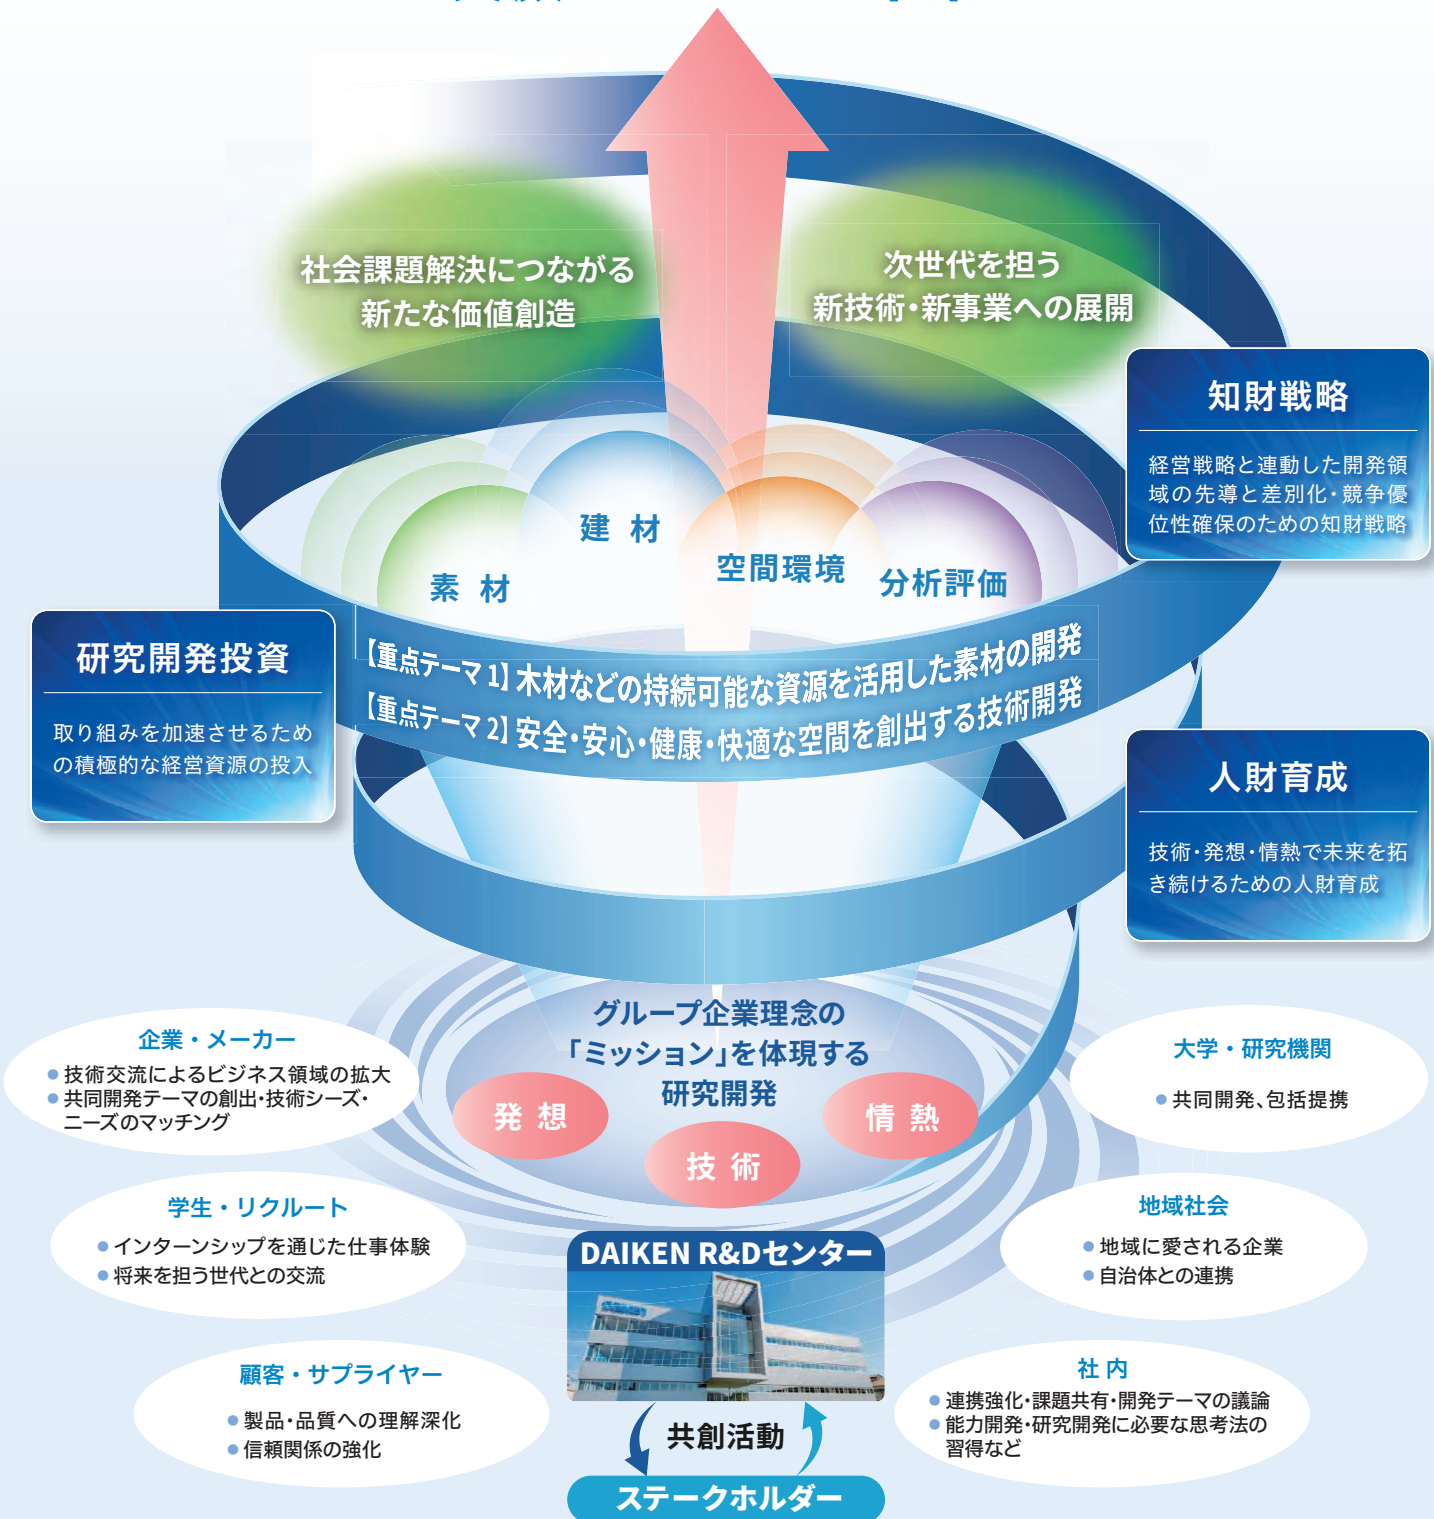 社会課題解決につながる
新たな価値創造
次世代を担う
新技術・新事業への展開
知財戦略
経営戦略と連動した開発領
域の先導と差別化・競争優
位性確保のための知財戦略
建 材
素 材
空間環境
分析評価
研究開発投資
取り組みを加速させるため
の積極的な経営資源の投入
【重点テーマ 1】木材などの持続可能な資源を活用した素材の開発
【重点テーマ 2】安全・安心・健康・快適な空間を創出する技術開発
人財育成
技術・発想・情熱で未来を拓
き続けるための人財育成
グループ企業理念の
「ミッション」を体現する
研究開発
発 想
技 術
情 熱
企業・メーカー
●技術交流によるビジネス領域の拡大
●共同開発テーマの創出・技術シーズ・
ニーズのマッチング
大学・研究機関
●共同開発、包括提携
学生・リクルート
●インターンシップを通じた仕事体験
●将来を担う世代との交流
地域社会
●地域に愛される企業
●自治体との連携
DAIKEN R&Dセンター
DAIKEN
顧客・サプライヤー
●製品・品質への理解深化
●信頼関係の強化
社 内
●連携強化・課題共有・開発テーマの議論
●能力開発・研究開発に必要な思考法の
習得など
共創活動
ステークホルダー